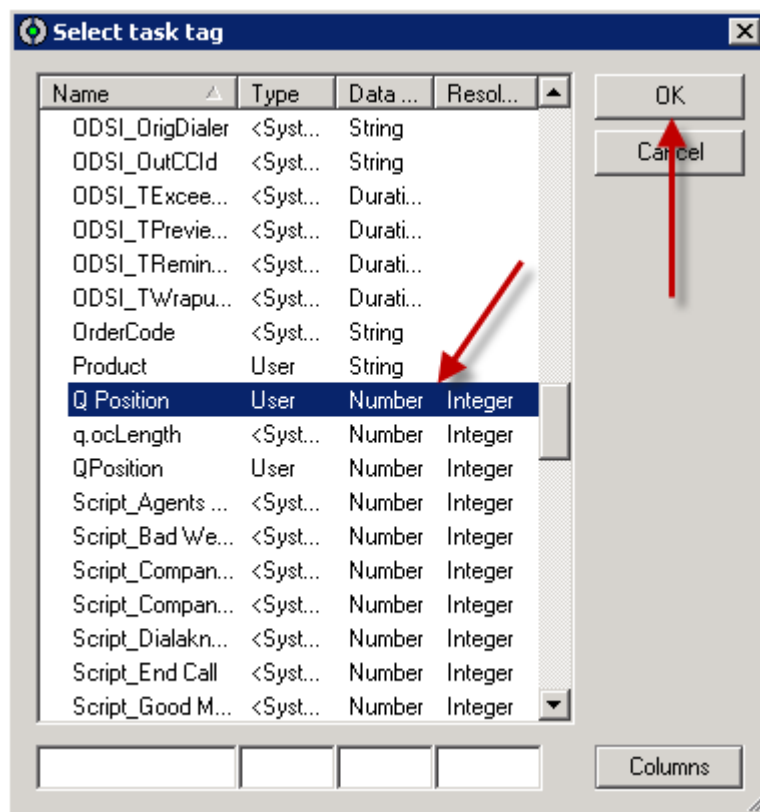 Select task tag
Name Type Data ... Resol... OK
ODSI_OrigDialer <Syst... String
ODSI_OutCCId <Syst... String Cancel
ODSI_TExcee... <Syst... Durati...
ODSI_TPrevie... <Syst... Durati...
ODSI_TRemin... <Syst... Durati...
ODSI_TWrapu... <Syst... Durati...
OrderCode <Syst... String
Product User String
Q Position User Number Integer
q.ocLength <Syst... Number Integer
QPosition User Number Integer
Script_Agents ... <Syst... Number Integer
Script_Bad We... <Syst... Number Integer
Script_Compan... <Syst... Number Integer
Script_Compan... <Syst... Number Integer
Script_Dialakn... <Syst... Number Integer
Script_End Call <Syst... Number Integer
Script_Good M... <Syst... Number Integer
Columns